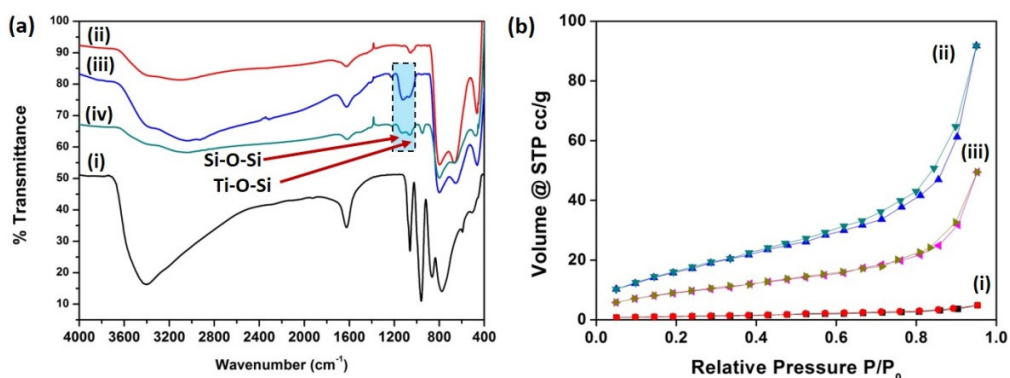 (a)
100
90
80
70
60
50
40
30
20
10
% Transmittance
(ii)
(iii)
(iv)
(i)
Si-O-Si
Ti-O-Si
4000 3600 3200 2800 2400 2000 1600 1200 800 400
Wavenumber (cm-1)
(b)
100
80
60
40
20
0
Volume @ STP cc/g
(ii)
(iii)
(i)
0.0 0.2 0.4 0.6 0.8 1.0
Relative Pressure P/P0